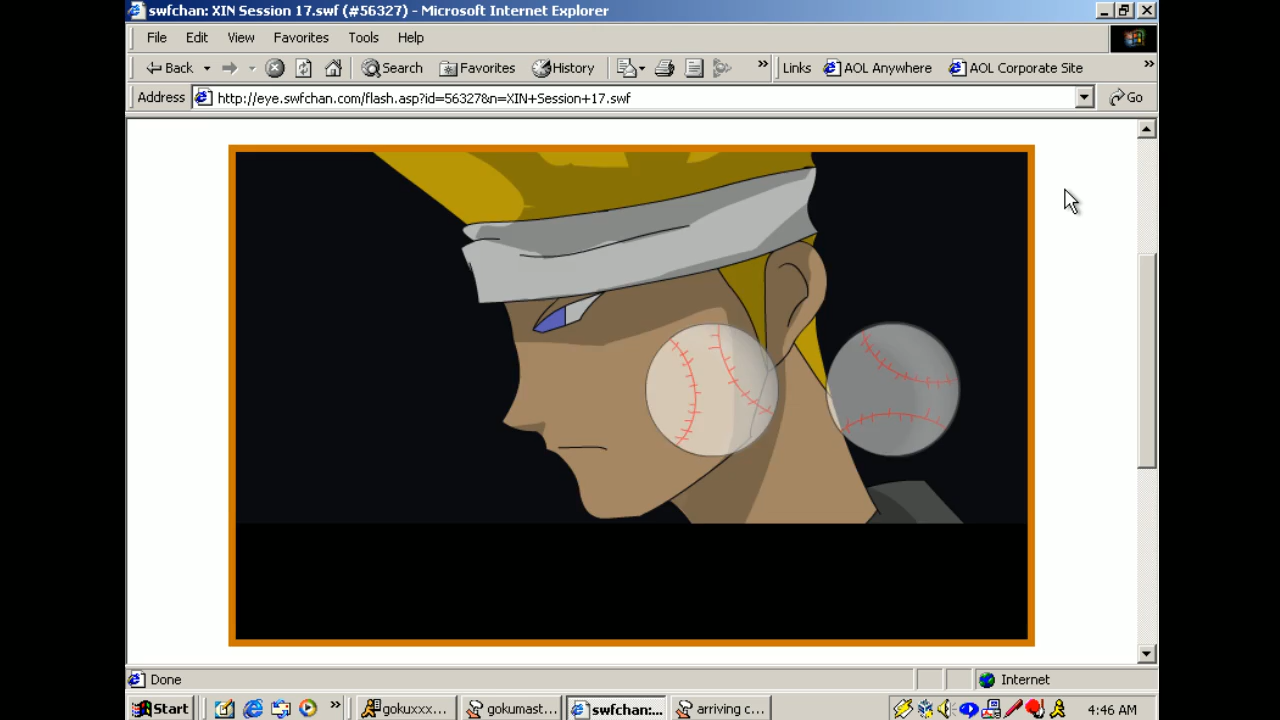 swfchan: XIN Session 17.swf (#56327) - Microsoft Internet Explorer
File Edit View Favorites Tools Help
Back Search Favorites History » Links AOL Anywhere AOL Corporate Site »
Address http://eye.swfchan.com/flash.asp?id=56327&n=XIN+Session+17.swf Go
Done Internet
Start » gokuxxx... gokumast... swfchan:... arriving c... 4:46 AM